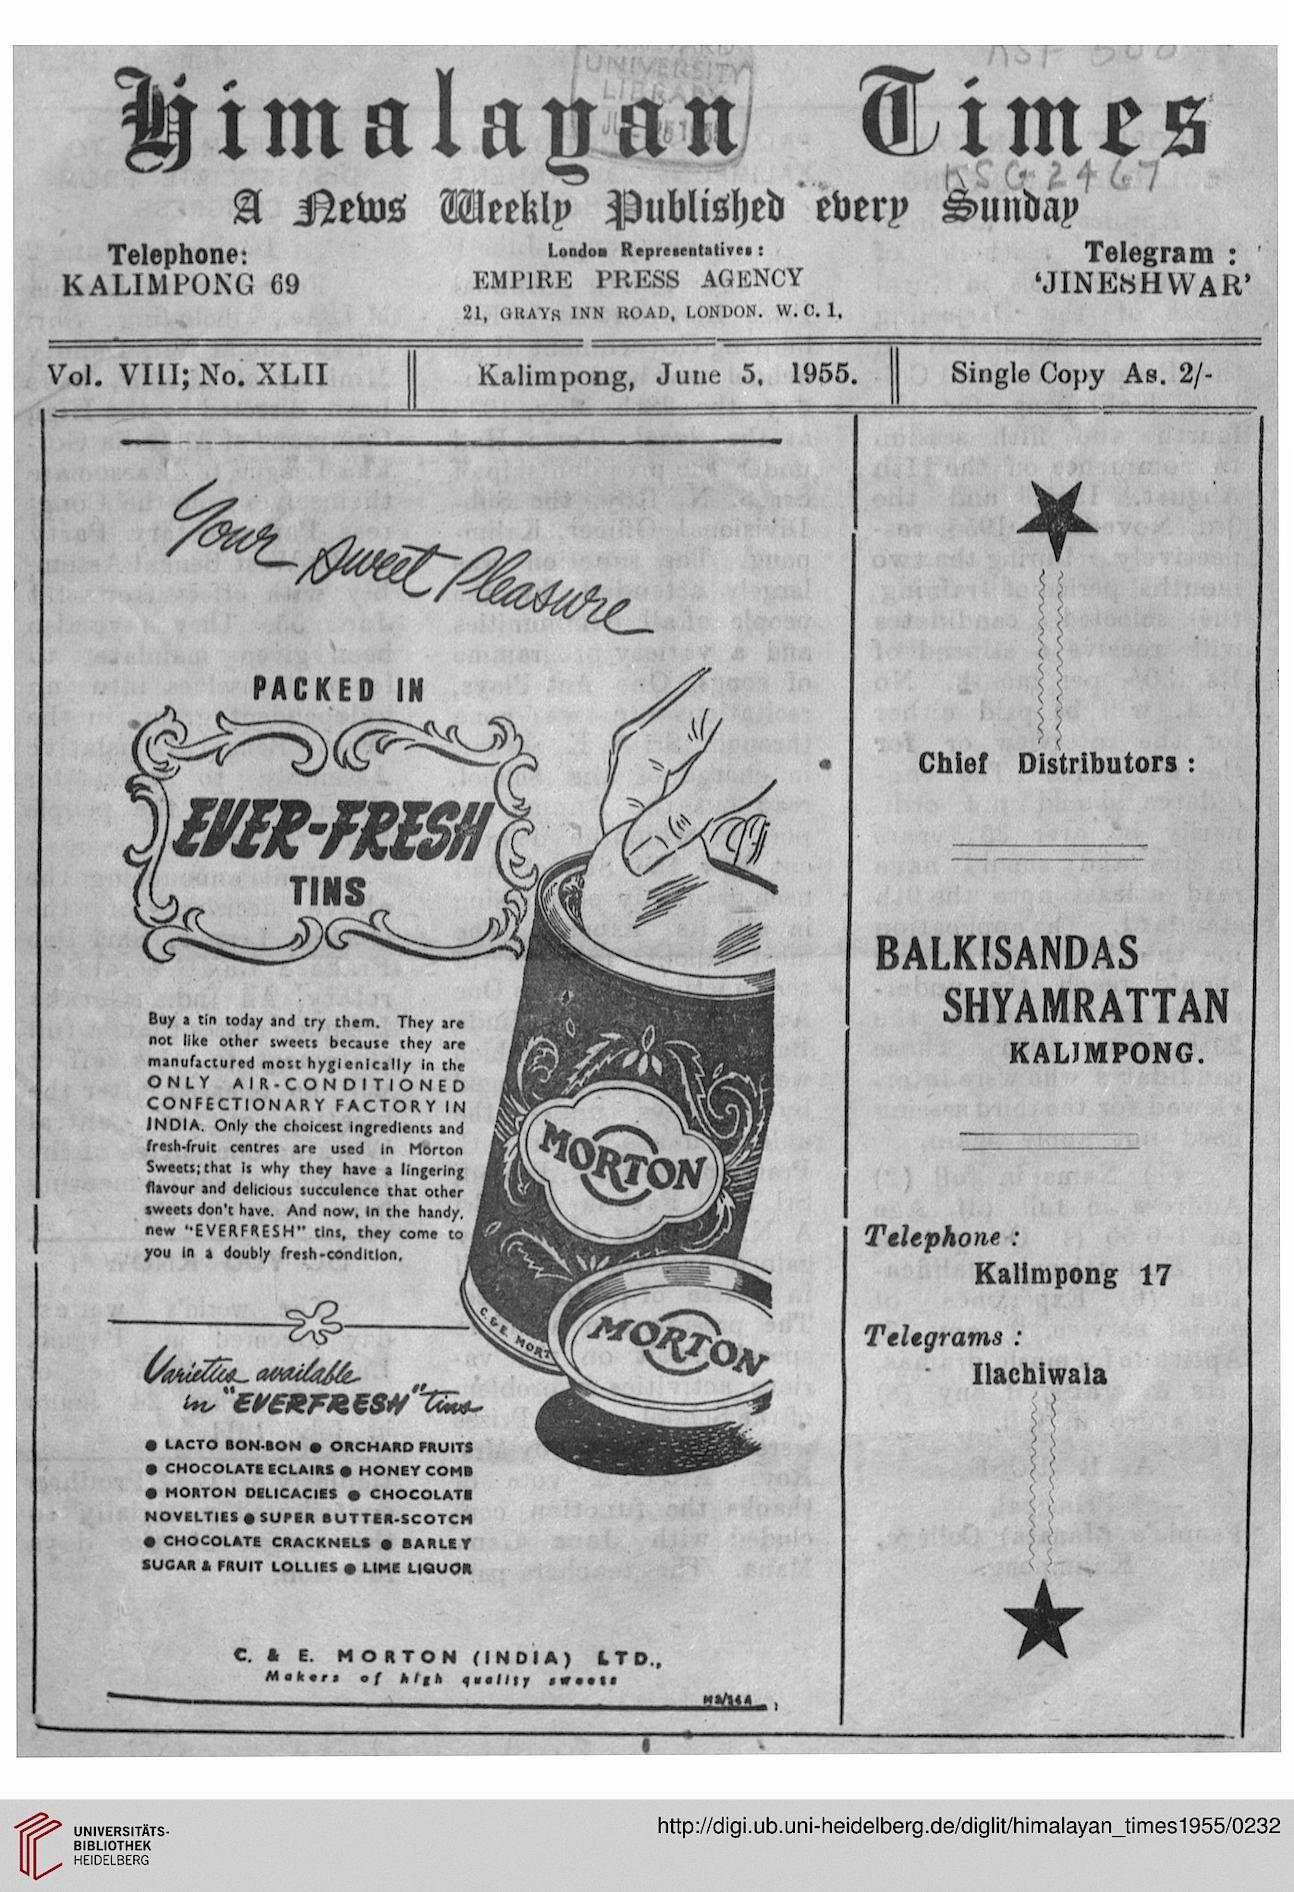 UNIVERSITY
LIBRARY
Himalayan Times
KSG 2467
A News Weekly Published every Sunday
Telephone:
KALIMPONG 69
London Representatives :
EMPIRE PRESS AGENCY
21, GRAYS INN ROAD, LONDON. W. C. 1.
Telegram :
'JINESHWAR'
Vol. VIII; No. XLII
Kalimpong, June 5, 1955.
Single Copy As. 2/-
Your Sweet Pleasure
PACKED IN
EVER-FRESH
TINS
Buy a tin today and try them. They are
not like other sweets because they are
manufactured most hygienically in the
ONLY AIR-CONDITIONED
CONFECTIONARY FACTORY IN
INDIA. Only the choicest ingredients and
fresh-fruit centres are used in Morton
Sweets; that is why they have a lingering
flavour and delicious succulence that other
sweets don't have. And now, in the handy,
new "EVERFRESH" tins, they come to
you in a doubly fresh-condition.
MORTON
C. & E. MORT
MORTON
Varieties available
in "EVERFRESH" tins
● LACTO BON-BON ● ORCHARD FRUITS
● CHOCOLATE ECLAIRS ● HONEY COMB
● MORTON DELICACIES ● CHOCOLATE
NOVELTIES ● SUPER BUTTER-SCOTCH
● CHOCOLATE CRACKNELS ● BARLEY
SUGAR & FRUIT LOLLIES ● LIME LIQUOR
C. & E. MORTON (INDIA) LTD.,
Makers of high quality sweets
Chief Distributors :
BALKISANDAS
SHYAMRATTAN
KALIMPONG.
Telephone :
Kalimpong 17
Telegrams :
Ilachiwala
UNIVERSITÄTS-
BIBLIOTHEK
HEIDELBERG
http://digi.ub.uni-heidelberg.de/diglit/himalayan_times1955/0232